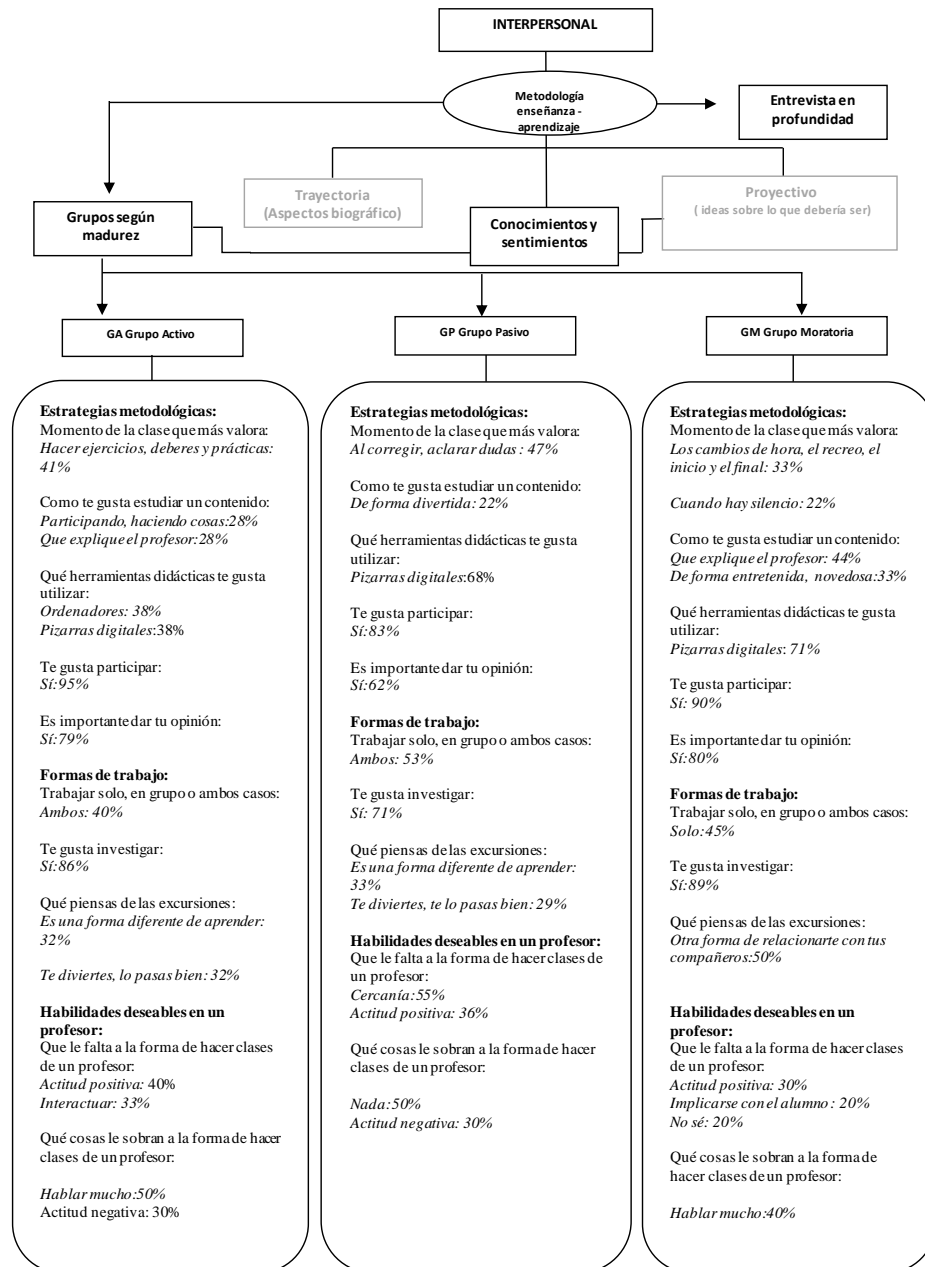 INTERPERSONAL
Metodología
enseñanza -
aprendizaje
Entrevista en
profundidad
Trayectoria
(Aspectos biográfico)
Proyectivo
( ideas sobre lo que debería ser)
Grupos según
madurez
Conocimientos y
sentimientos
GA Grupo Activo
GP Grupo Pasivo
GM Grupo Moratoria
Estrategias metodológicas:
Momento de la clase que más valora:
Hacer ejercicios, deberes y prácticas :
41%
Como te gusta estudiar un contenido:
Participando, haciendo cosas:28%
Que explique el profesor:28%
Qué herramientas didácticas te gusta
utilizar:
Ordenadores: 38%
Pizarras digitales:38%
Te gusta participar:
Sí:95%
Es importante dar tu opinión:
Sí:79%
Formas de trabajo:
Trabajar solo, en grupo o ambos casos:
Ambos: 40%
Te gusta investigar:
Sí:86%
Qué piensas de las excursiones:
Es una forma diferente de aprender:
32%
Te diviertes, lo pasas bien: 32%
Habilidades deseables en un
profesor:
Que le falta a la forma de hacer clases
de un profesor:
Actitud positiva: 40%
Interactuar: 33%
Qué cosas le sobran a la forma de hacer
clases de un profesor:
Hablar mucho:50%
Actitud negativa: 30%
Estrategias metodológicas:
Momento de la clase que más valora:
Al corregir, aclarar dudas : 47%
Como te gusta estudiar un contenido:
De forma divertida: 22%
Qué herramientas didácticas te gusta
utilizar:
Pizarras digitales:68%
Te gusta participar:
Sí:83%
Es importante dar tu opinión:
Sí:62%
Formas de trabajo:
Trabajar solo, en grupo o ambos casos:
Ambos: 53%
Te gusta investigar:
Sí: 71%
Qué piensas de las excursiones:
Es una forma diferente de aprender:
33%
Te diviertes, te lo pasas bien: 29%
Habilidades deseables en un profesor:
Que le falta a la forma de hacer clases de
un profesor:
Cercanía:55%
Actitud positiva: 36%
Qué cosas le sobran a la forma de hacer
clases de un profesor:
Nada:50%
Actitud negativa: 30%
Estrategias metodológicas:
Momento de la clase que más valora:
Los cambios de hora, el recreo, el
inicio y el final: 33%
Cuando hay silencio: 22%
Como te gusta estudiar un contenido:
Que explique el profesor: 44%
De forma entretenida, novedosa:33%
Qué herramientas didácticas te gusta
utilizar:
Pizarras digitales: 71%
Te gusta participar:
Sí: 90%
Es importante dar tu opinión:
Sí:80%
Formas de trabajo:
Trabajar solo, en grupo o ambos casos:
Solo:45%
Te gusta investigar:
Sí:89%
Qué piensas de las excursiones:
Otra forma de relacionarte con tus
compañeros:50%
Habilidades deseables en un
profesor:
Que le falta a la forma de hacer clases
de un profesor:
Actitud positiva: 30%
Implicarse con el alumno : 20%
No sé: 20%
Qué cosas le sobran a la forma de
hacer clases de un profesor:
Hablar mucho:40%